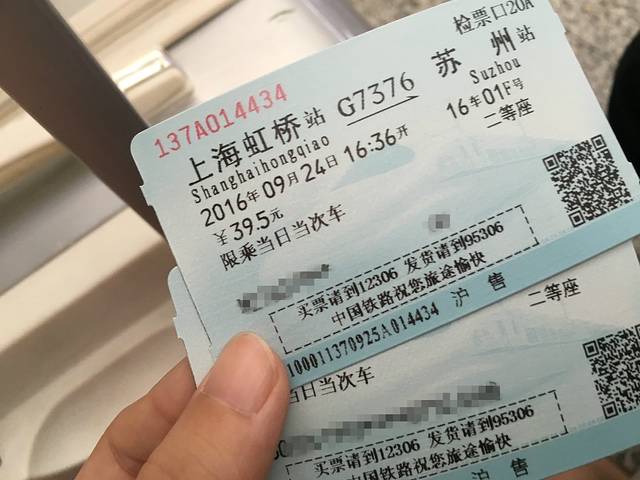 137A014434
检票口20A
上海虹桥站 G7376 苏州站
Shanghaihongqiao Suzhou
2016年09月24日 16:36开 16年01F号
￥39.5元 二等座
限乘当日当次车
买票请到12306 发货请到95306
中国铁路祝您旅途愉快
100011370925A014434 沪售
二等座
当日当次车
买票请到12306 发货请到95306
中国铁路祝您旅途愉快
沪售